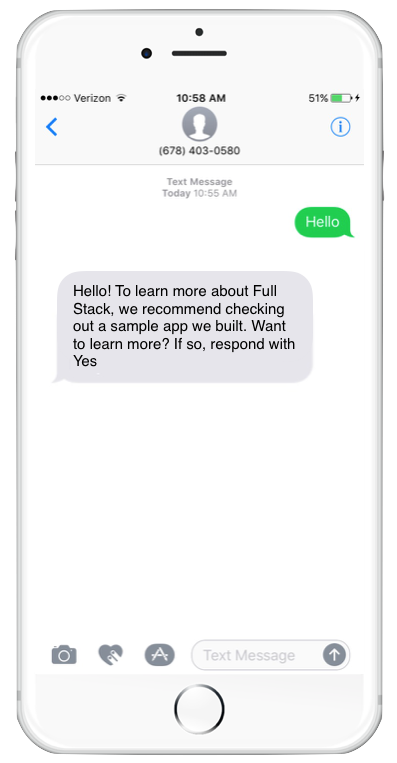 Verizon 10:58 AM 51%
(678) 403-0580
Text Message
Today 10:55 AM
Hello
Hello! To learn more about Full
Stack, we recommend checking
out a sample app we built. Want
to learn more? If so, respond with
Yes
Text Message